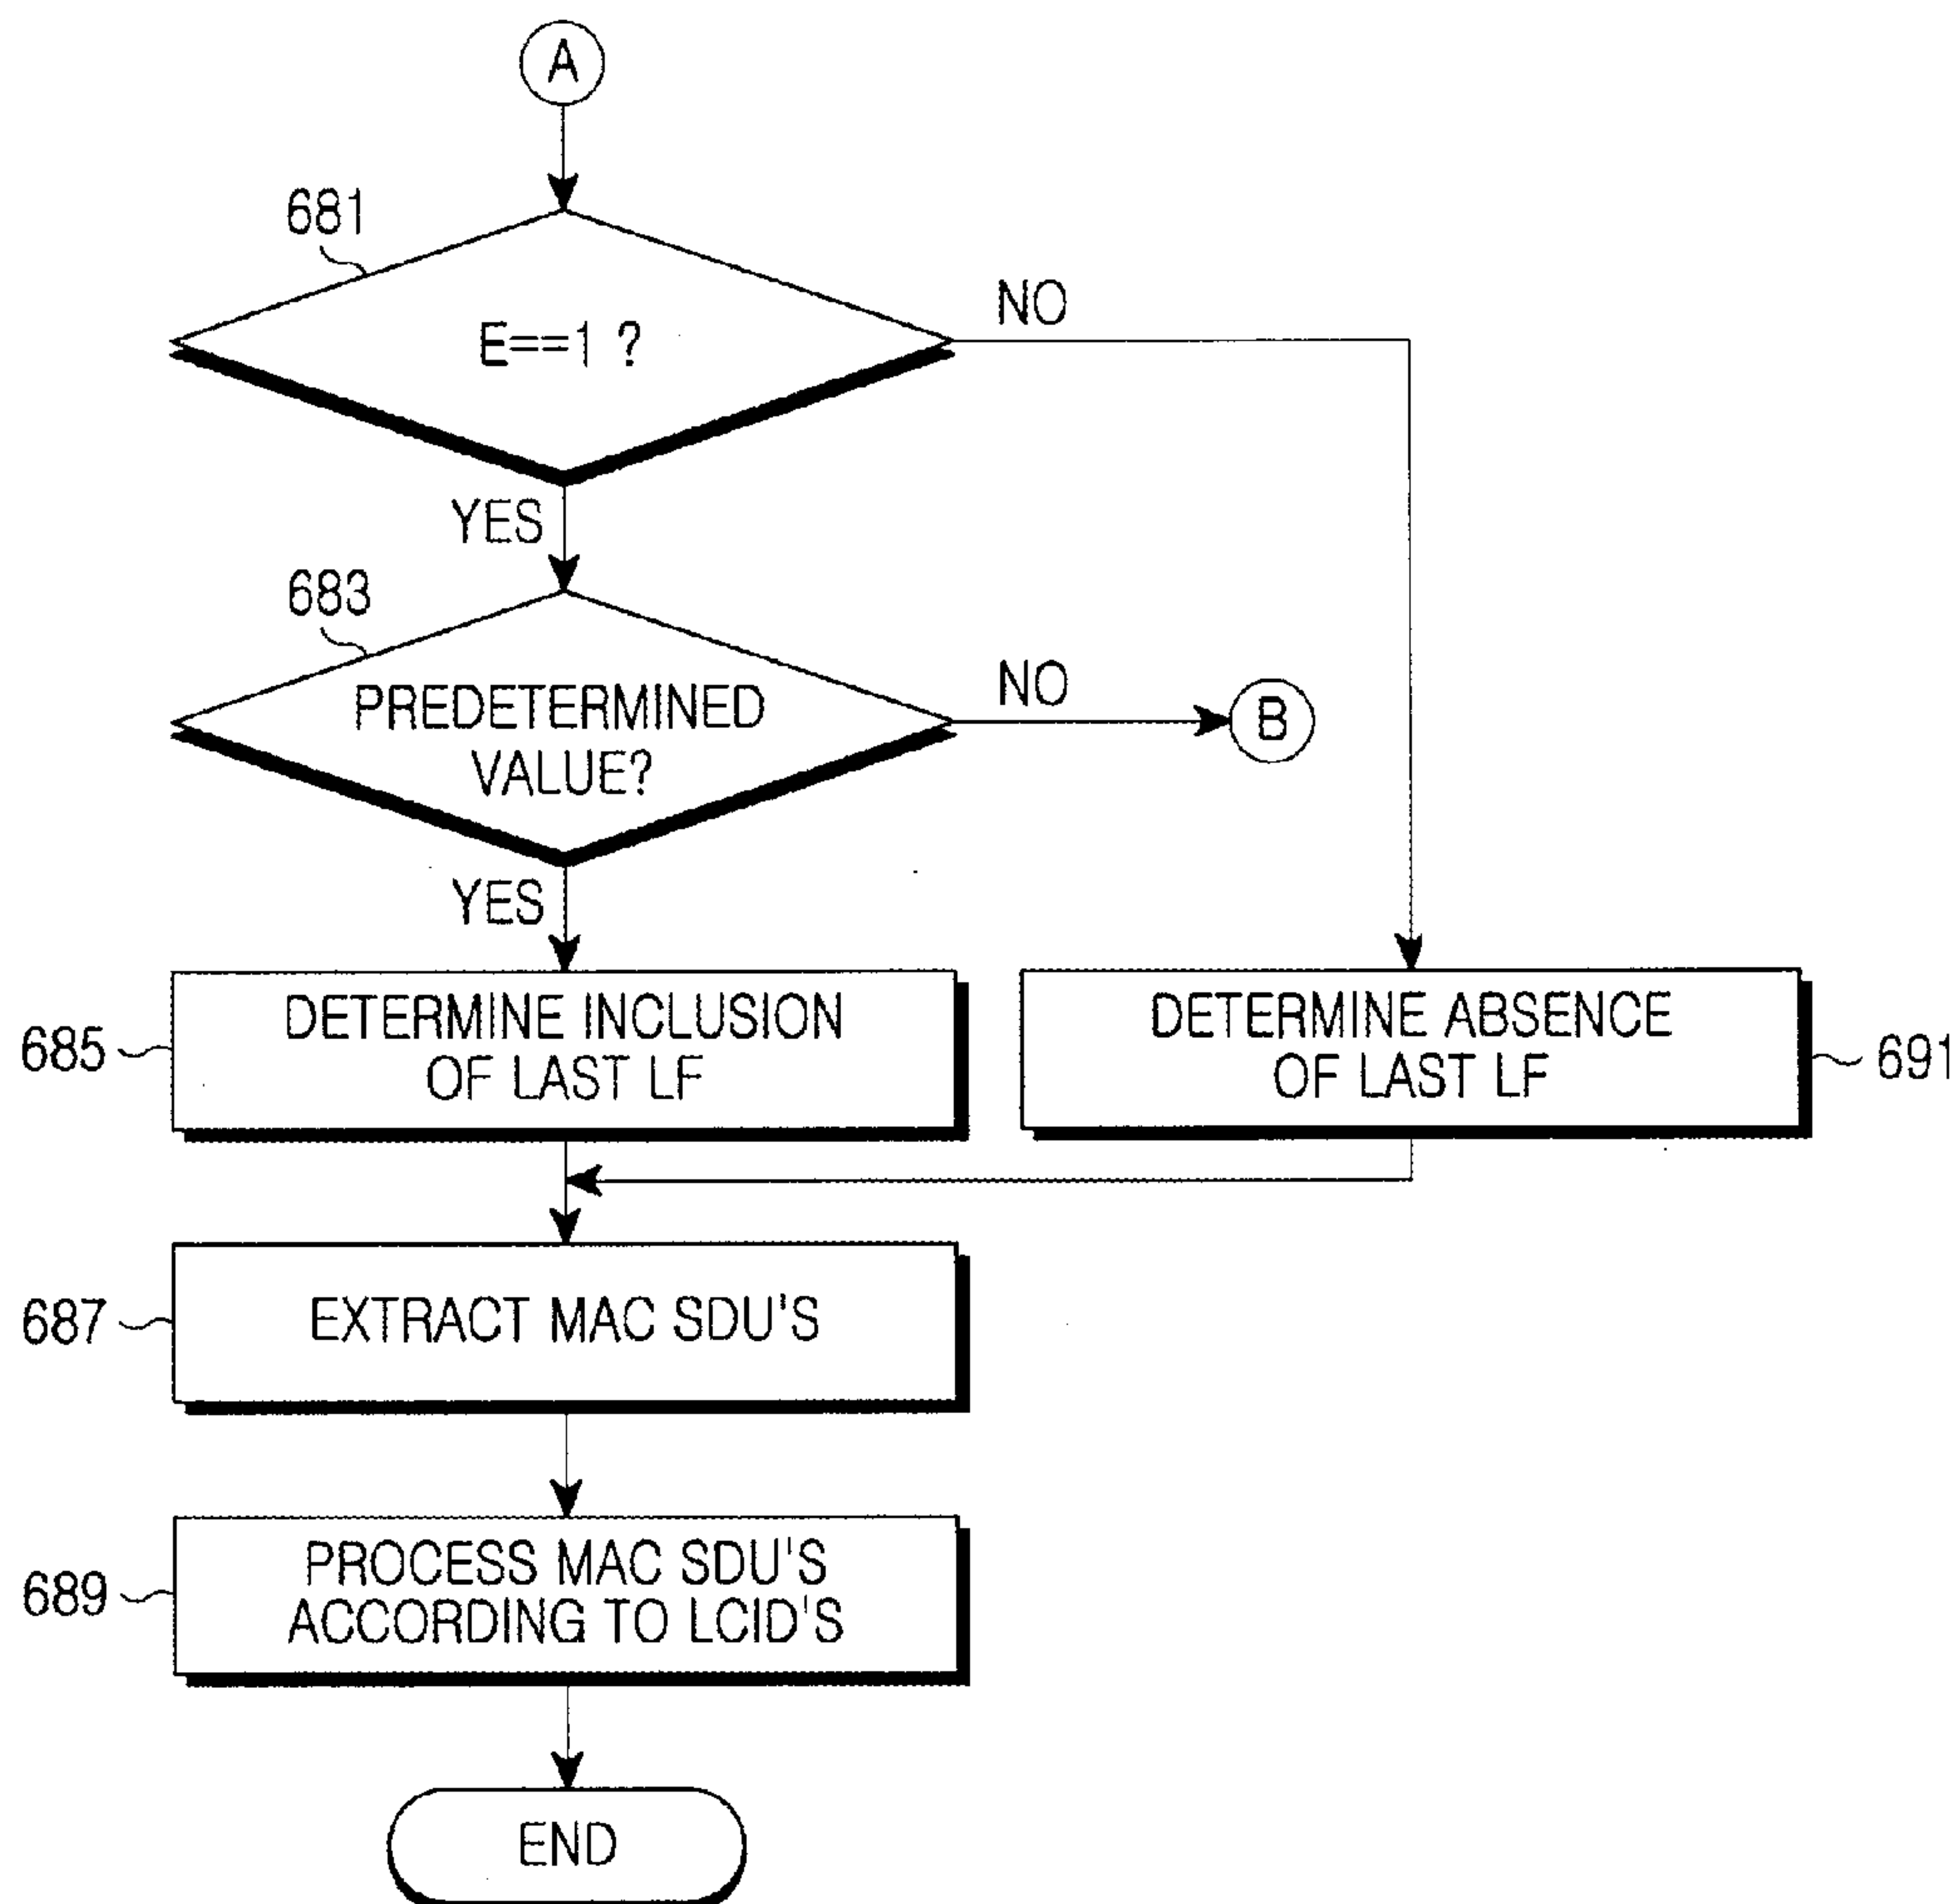 A
681
E==1 ?
NO
YES
683
PREDETERMINED
VALUE?
NO
B
YES
685
DETERMINE INCLUSION
OF LAST LF
DETERMINE ABSENCE
OF LAST LF
691
687
EXTRACT MAC SDU'S
689
PROCESS MAC SDU'S
ACCORDING TO LCID'S
END